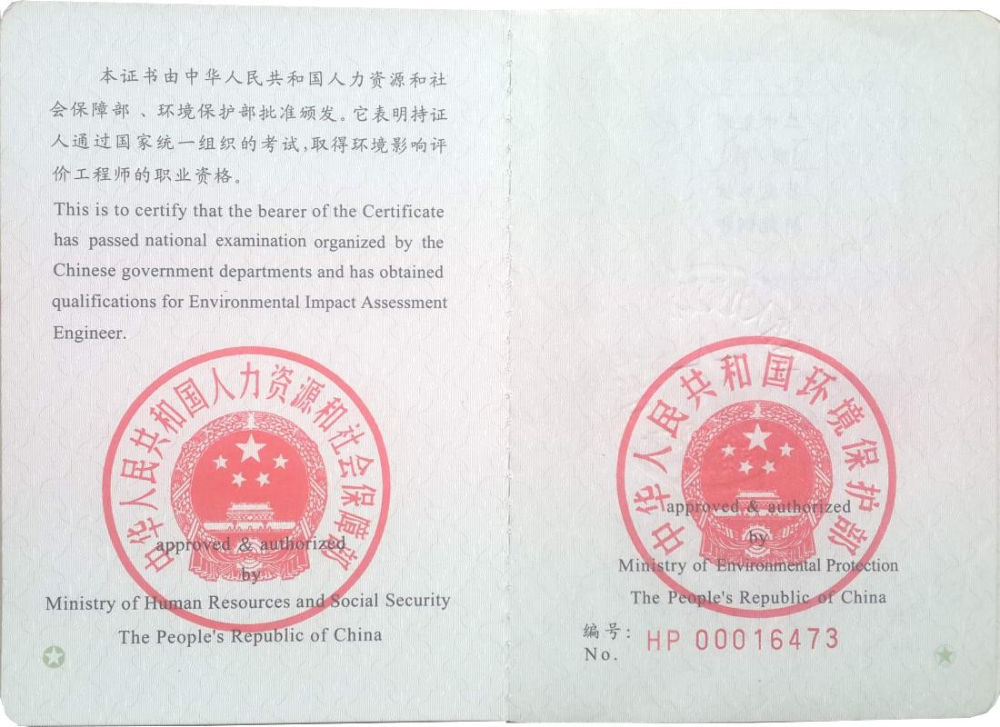 本证书由中华人民共和国人力资源和社
会保障部、环境保护部批准颁发。它表明持证
人通过国家统一组织的考试,取得环境影响评
价工程师的职业资格。
This is to certify that the bearer of the Certificate
has passed national examination organized by the
Chinese government departments and has obtained
qualifications for Environmental Impact Assessment
Engineer.
中华人民共和国人力资源和社会保障部
approved & authorized
by
Ministry of Human Resources and Social Security
The People's Republic of China
中华人民共和国环境保护部
approved & authorized
by
Ministry of Environmental Protection
The People's Republic of China
编号:
No.
HP 00016473